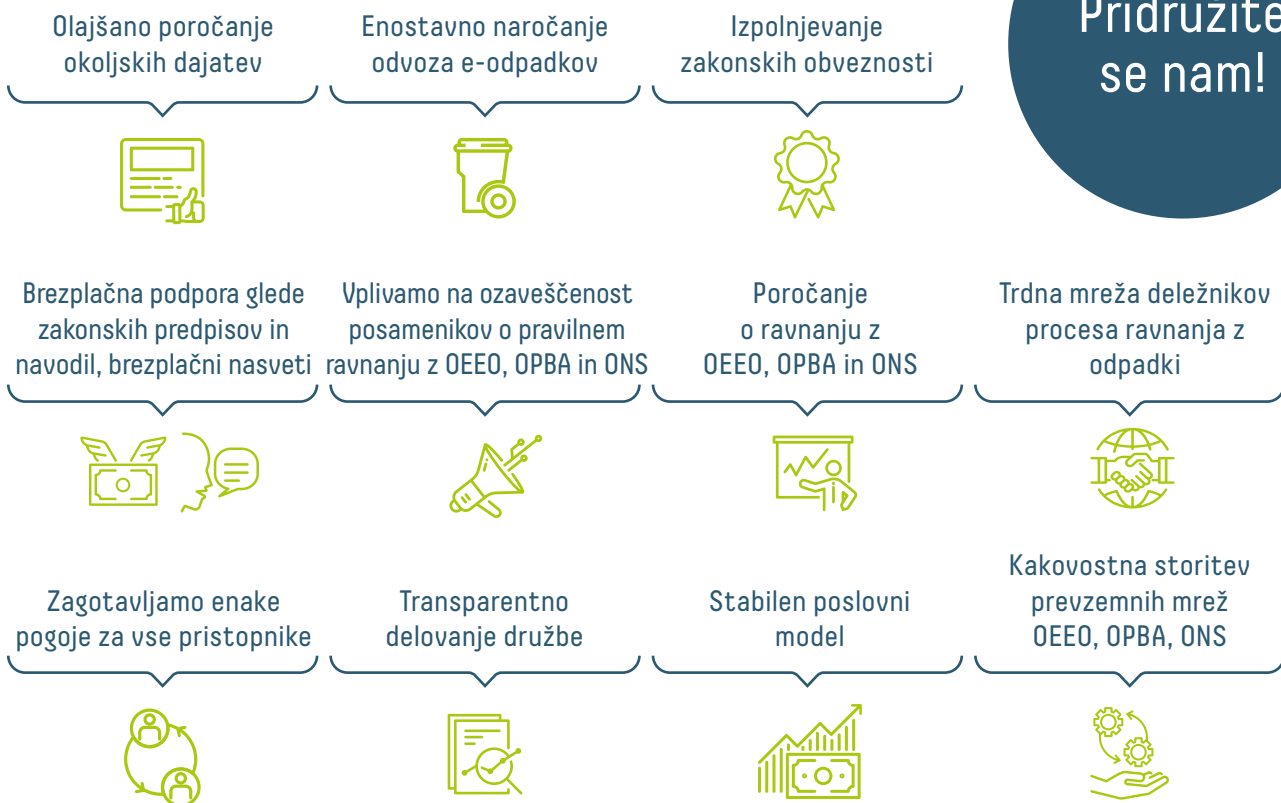 Olajšano poročanje
okoljskih dajatev
Enostavno naročanje
odvoza e-odpadkov
Izpolnjevanje
zakonskih obveznosti
Pridružite
se nam!
Brezplačna podpora glede
zakonskih predpisov in
navodil, brezplačni nasveti
Vplivamo na ozaveščenost
posamenikov o pravilnem
ravnanju z OEEO, OPBA in ONS
Poročanje
o ravnanju z
OEEO, OPBA in ONS
Trdna mreža deležnikov
procesa ravnanja z
odpadki
Zagotavljamo enake
pogoje za vse pristopnike
Transparentno
delovanje družbe
Stabilen poslovni
model
Kakovostna storitev
prevzemnih mrež
OEEO, OPBA, ONS